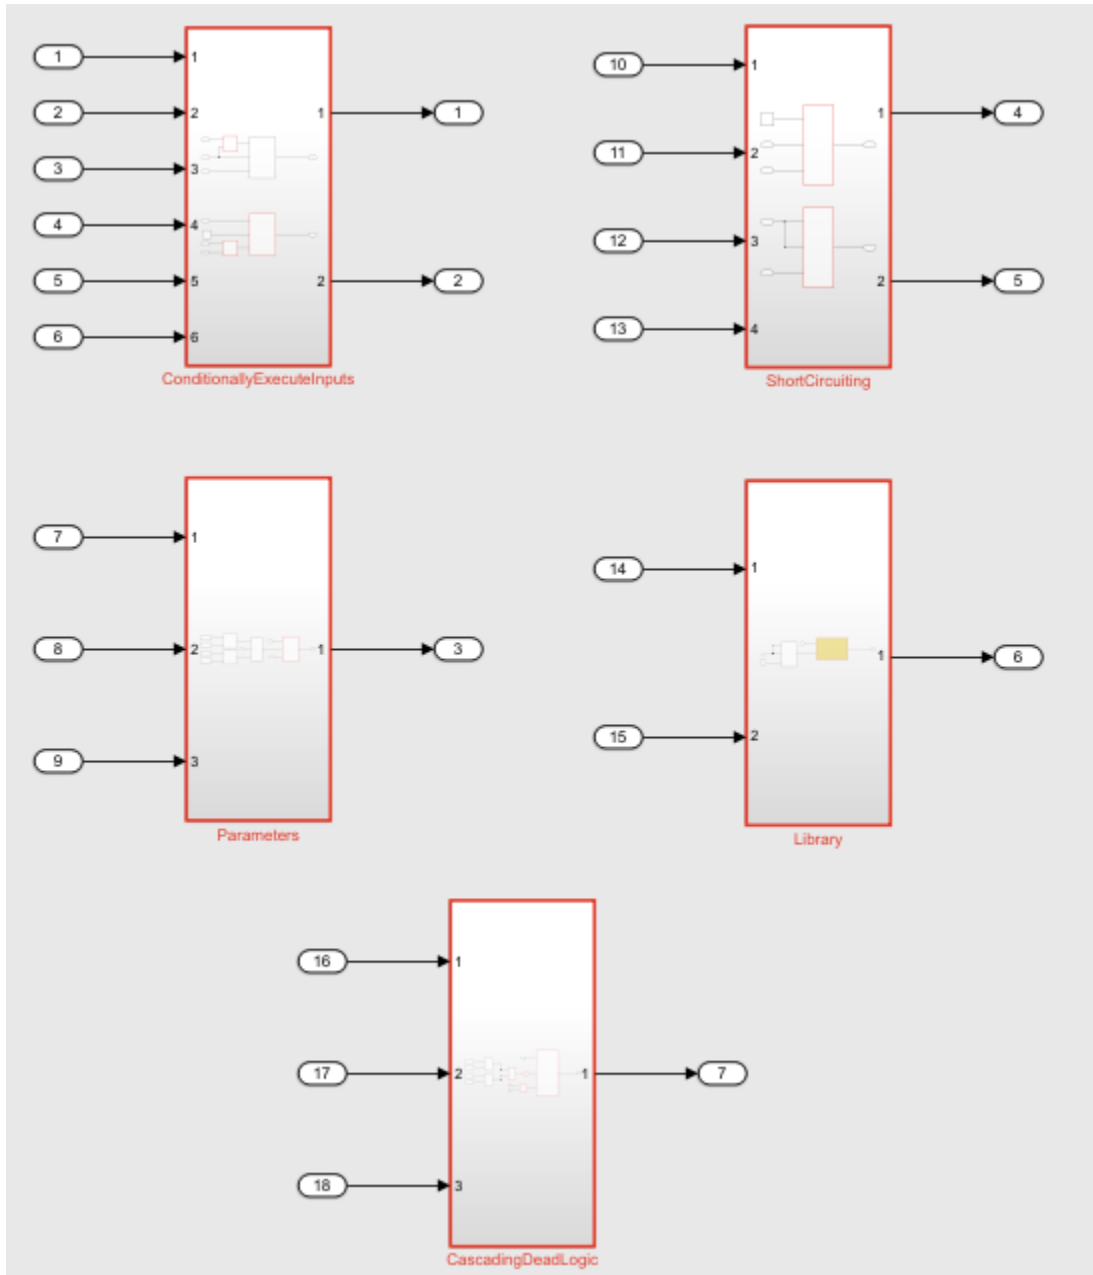 1 1
2 2 1 1
3 3
4 4
5 5 2 2
6 6
ConditionallyExecuteInputs
10 1
1 4
11 2
12 3
2 5
13 4
ShortCircuiting
7 1
8 2 1 3
9 3
Parameters
14 1
1 6
15 2
Library
16 1
17 2 1 7
18 3
CascadingDeadLogic